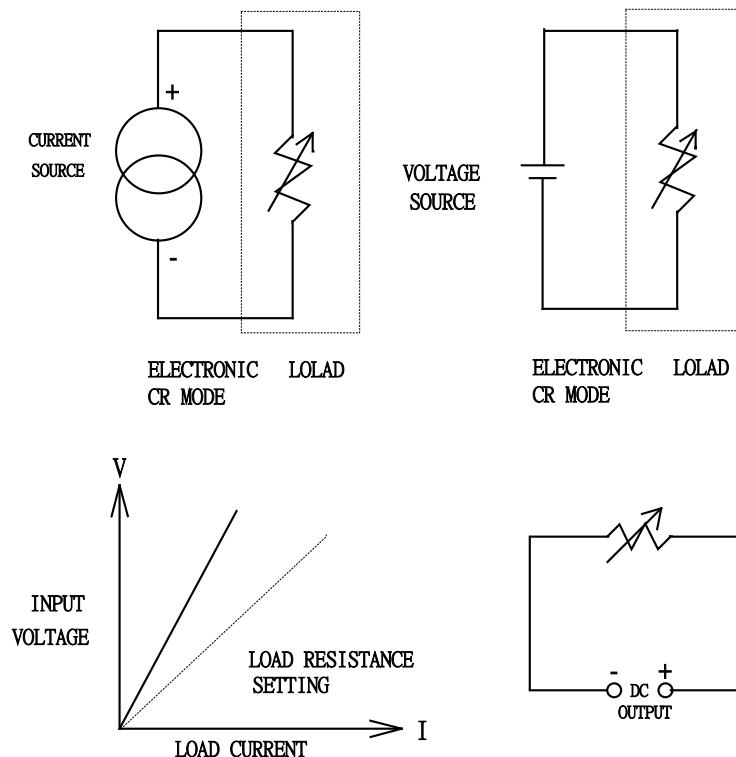 +
CURRENT
SOURCE
-
ELECTRONIC LOLAD
CR MODE
VOLTAGE
SOURCE
ELECTRONIC LOLAD
CR MODE
V
INPUT
VOLTAGE
LOAD RESISTANCE
SETTING
I
LOAD CURRENT
- DC +
OUTPUT